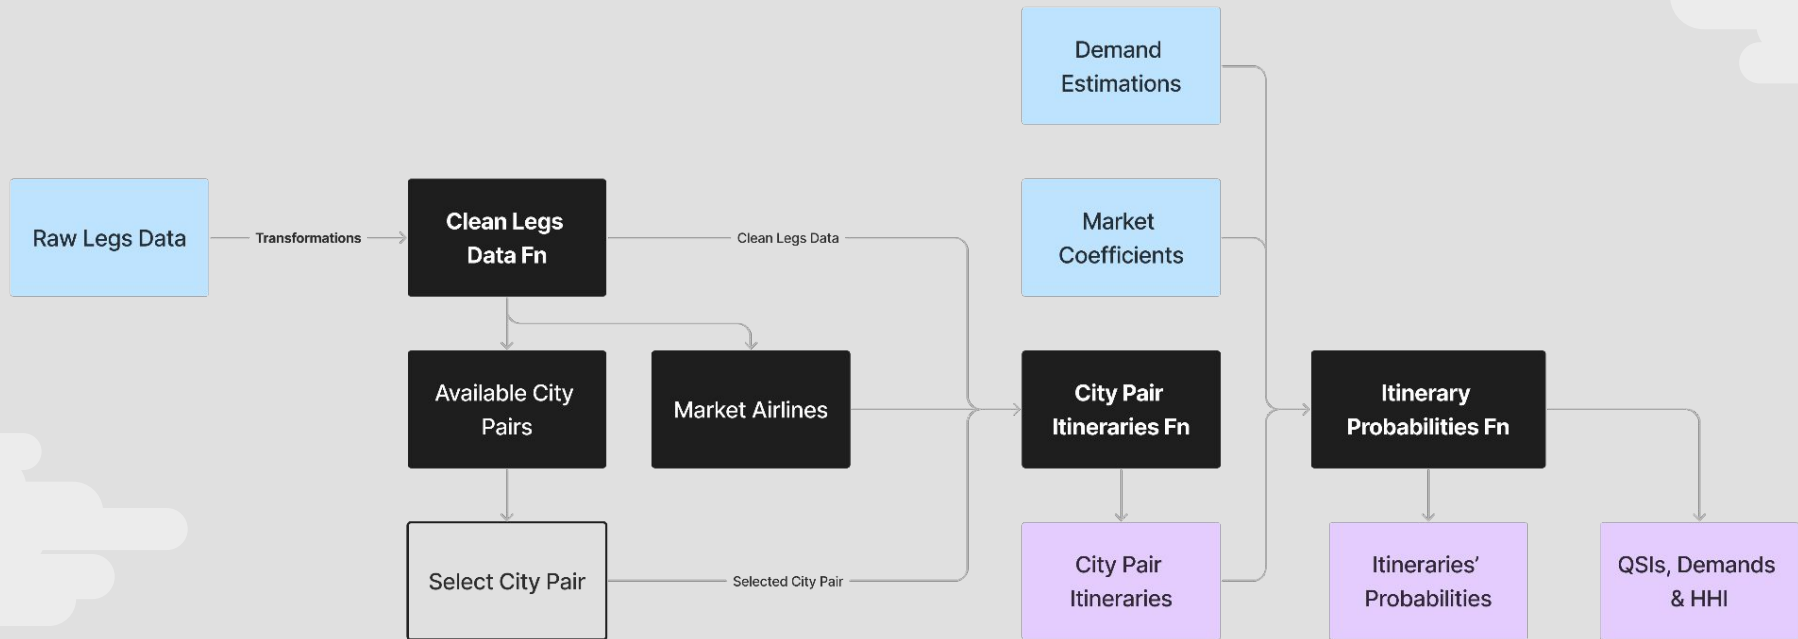 Demand
Estimations
Raw Legs Data
Transformations
Clean Legs
Data Fn
Clean Legs Data
Market
Coefficients
Available City
Pairs
Market Airlines
City Pair
Itineraries Fn
Itinerary
Probabilities Fn
Select City Pair
Selected City Pair
City Pair
Itineraries
Itineraries’
Probabilities
QSIs, Demands
& HHI